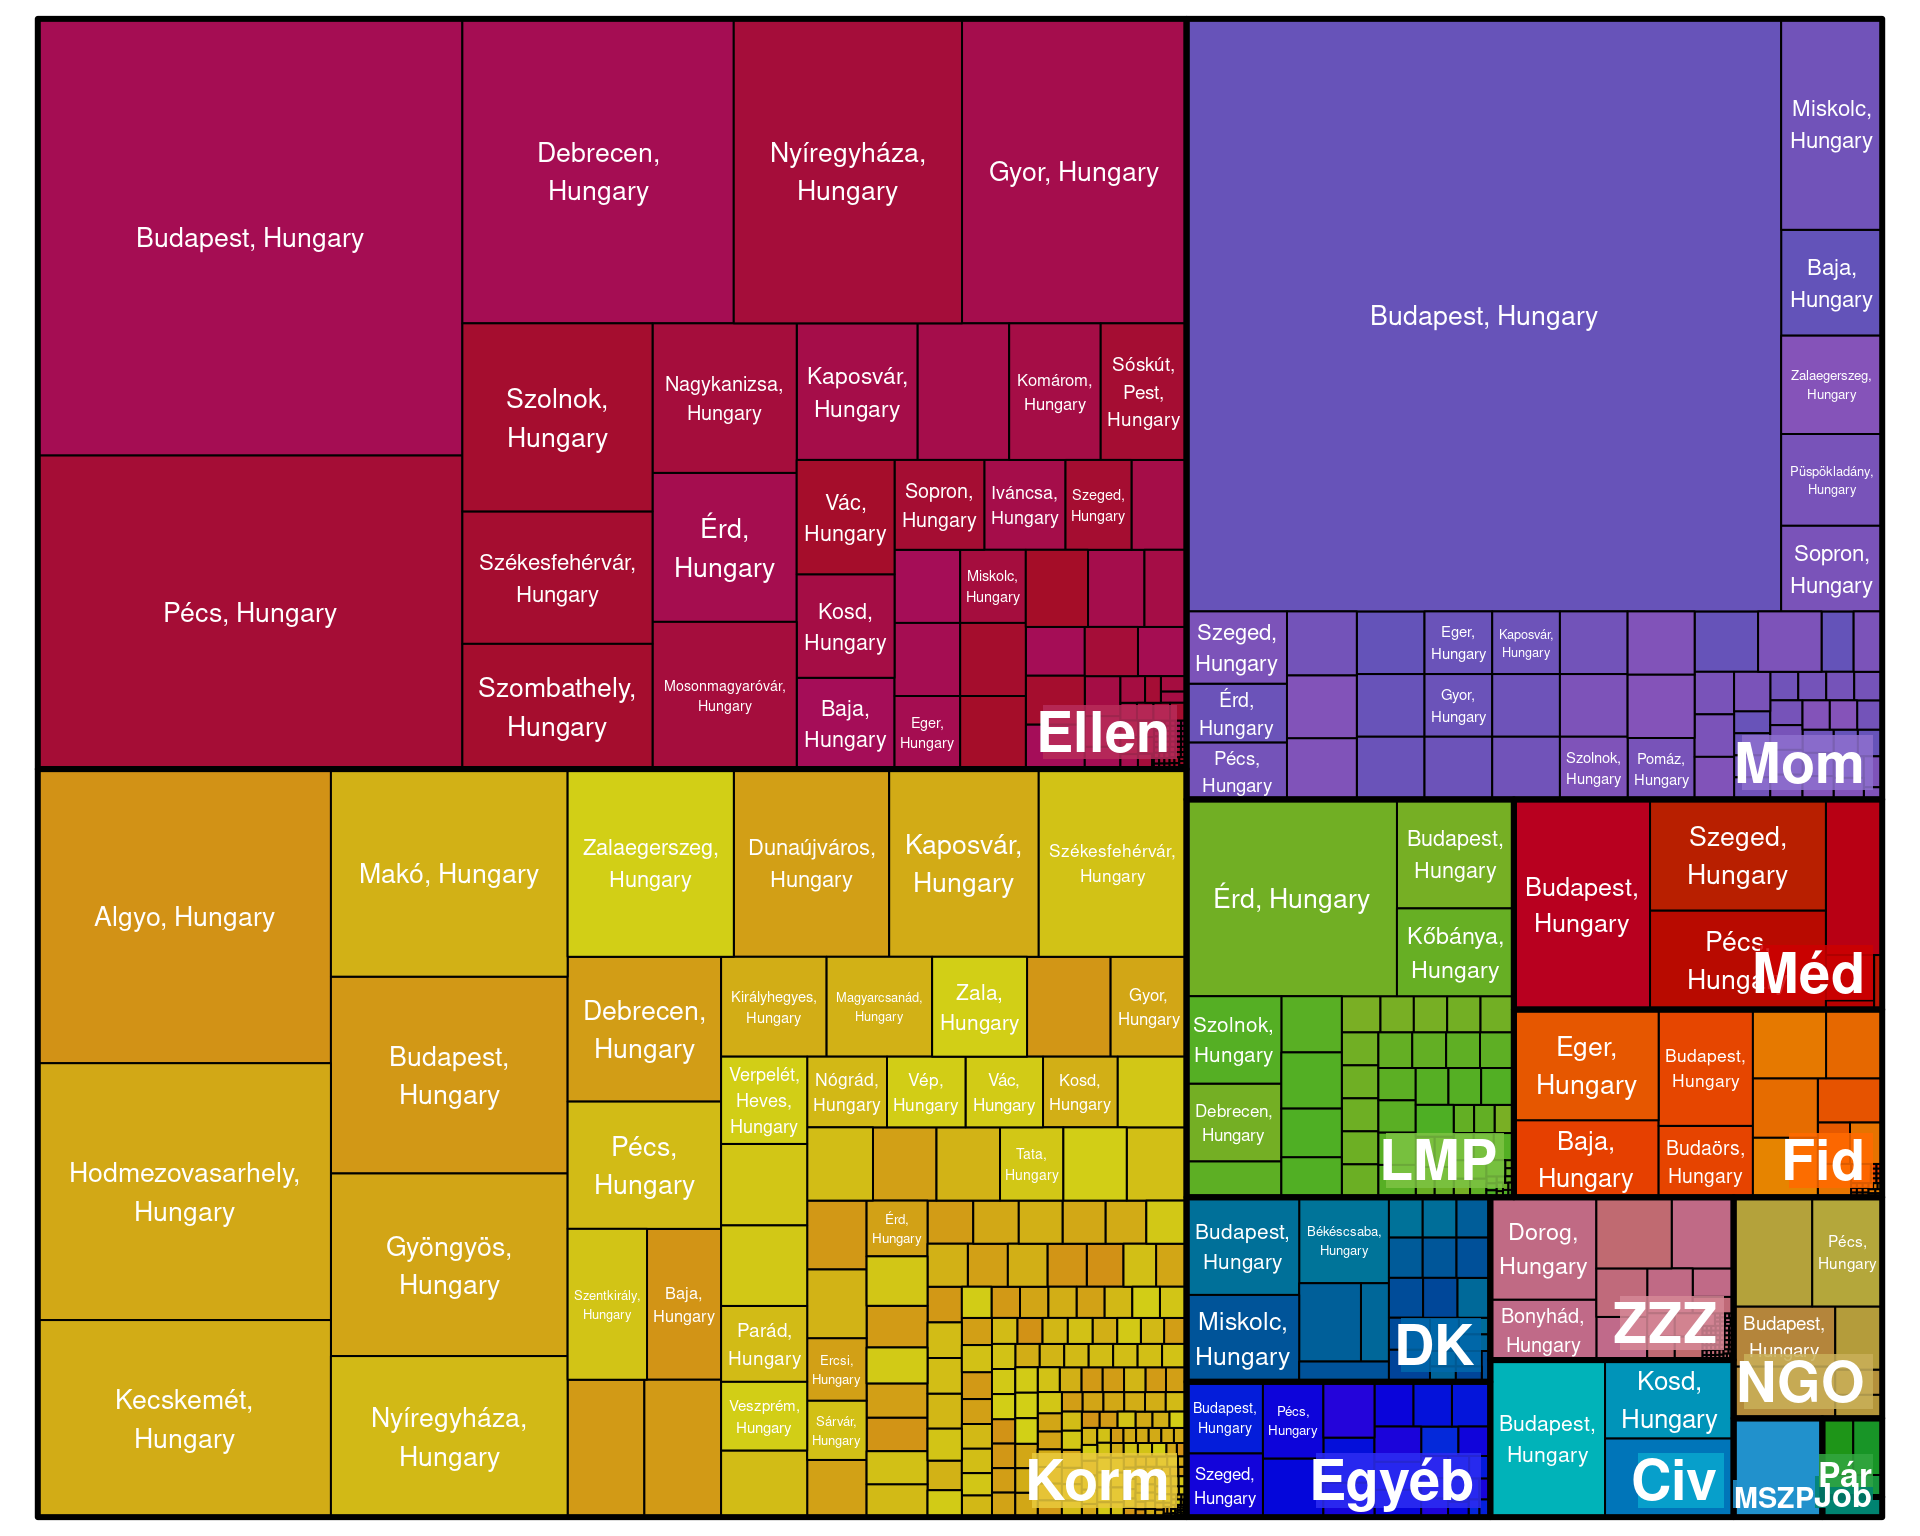 Budapest, Hungary
Debrecen,
Hungary
Nyíregyháza,
Hungary
Gyor, Hungary
Pécs, Hungary
Szolnok,
Hungary
Székesfehérvár,
Hungary
Szombathely,
Hungary
Nagykanizsa,
Hungary
Érd,
Hungary
Mosonmagyaróvár,
Hungary
Kaposvár,
Hungary
Komárom,
Hungary
Sóskút,
Pest,
Hungary
Vác,
Hungary
Kosd,
Hungary
Baja,
Hungary
Sopron,
Hungary
Iváncsa,
Hungary
Szeged,
Hungary
Miskolc,
Hungary
Eger,
Hungary
Ellen
Budapest, Hungary
Miskolc,
Hungary
Baja,
Hungary
Zalaegerszeg,
Hungary
Püspökladány,
Hungary
Sopron,
Hungary
Szeged,
Hungary
Érd,
Hungary
Pécs,
Hungary
Eger,
Hungary
Kaposvár,
Hungary
Gyor,
Hungary
Szolnok,
Hungary
Pomáz,
Hungary
Mom
Algyo, Hungary
Hodmezovasarhely,
Hungary
Kecskemét,
Hungary
Makó, Hungary
Budapest,
Hungary
Gyöngyös,
Hungary
Nyíregyháza,
Hungary
Zalaegerszeg,
Hungary
Dunaújváros,
Hungary
Kaposvár,
Hungary
Székesfehérvár,
Hungary
Debrecen,
Hungary
Pécs,
Hungary
Szentkirály,
Hungary
Baja,
Hungary
Királyhegyes,
Hungary
Magyarcsanád,
Hungary
Zala,
Hungary
Gyor,
Hungary
Verpelét,
Heves,
Hungary
Nógrád,
Hungary
Vép,
Hungary
Vác,
Hungary
Kosd,
Hungary
Tata,
Hungary
Érd,
Hungary
Parád,
Hungary
Ercsi,
Hungary
Veszprém,
Hungary
Sárvár,
Hungary
Korm
Érd, Hungary
Budapest,
Hungary
Kőbánya,
Hungary
Szolnok,
Hungary
Debrecen,
Hungary
LMP
Budapest,
Hungary
Szeged,
Hungary
Pécs,
Hunga
Méd
Eger,
Hungary
Baja,
Hungary
Budapest,
Hungary
Budaörs,
Hungary
Fid
Budapest,
Hungary
Békéscsaba,
Hungary
Miskolc,
Hungary
DK
Dorog,
Hungary
Bonyhád,
Hungary
ZZZ
Pécs,
Hungary
Budapest,
Hungary
NGO
Budapest,
Hungary
Pécs,
Hungary
Szeged,
Hungary
Egyéb
Budapest,
Hungary
Kosd,
Hungary
Civ
MSZP
Pár
Job